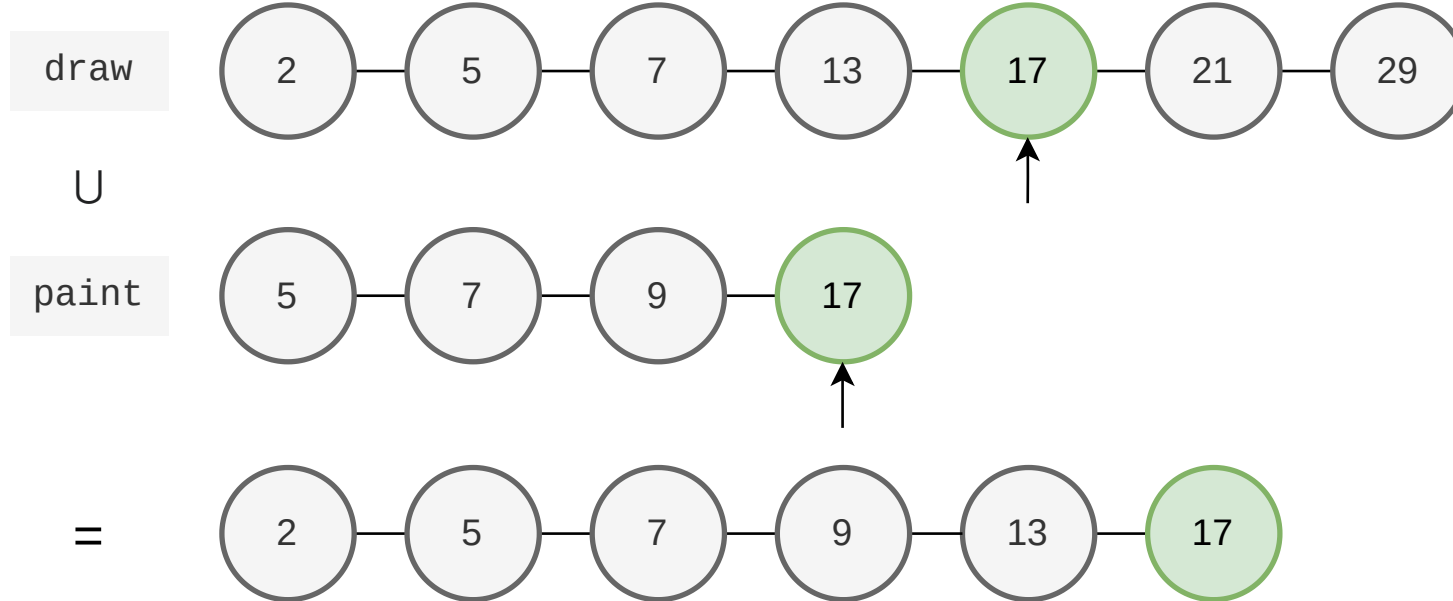 draw 2 5 7 13 17 21 29
∪
paint 5 7 9 17
= 2 5 7 9 13 17